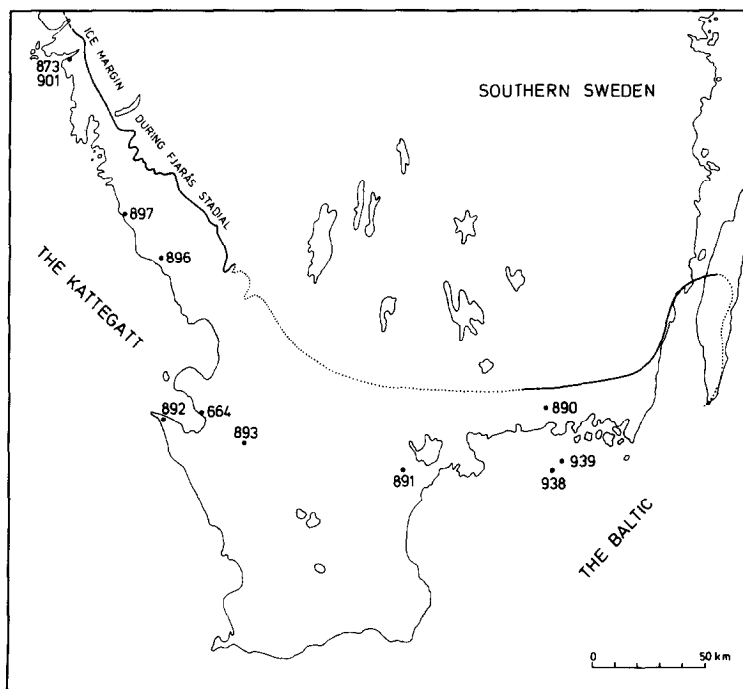 ICE MARGIN DURING FJÄRÅS STADIAL
SOUTHERN SWEDEN
873
901
897
896
THE KATTEGATT
892
664
893
890
891
939
938
THE BALTIC
0 50 km